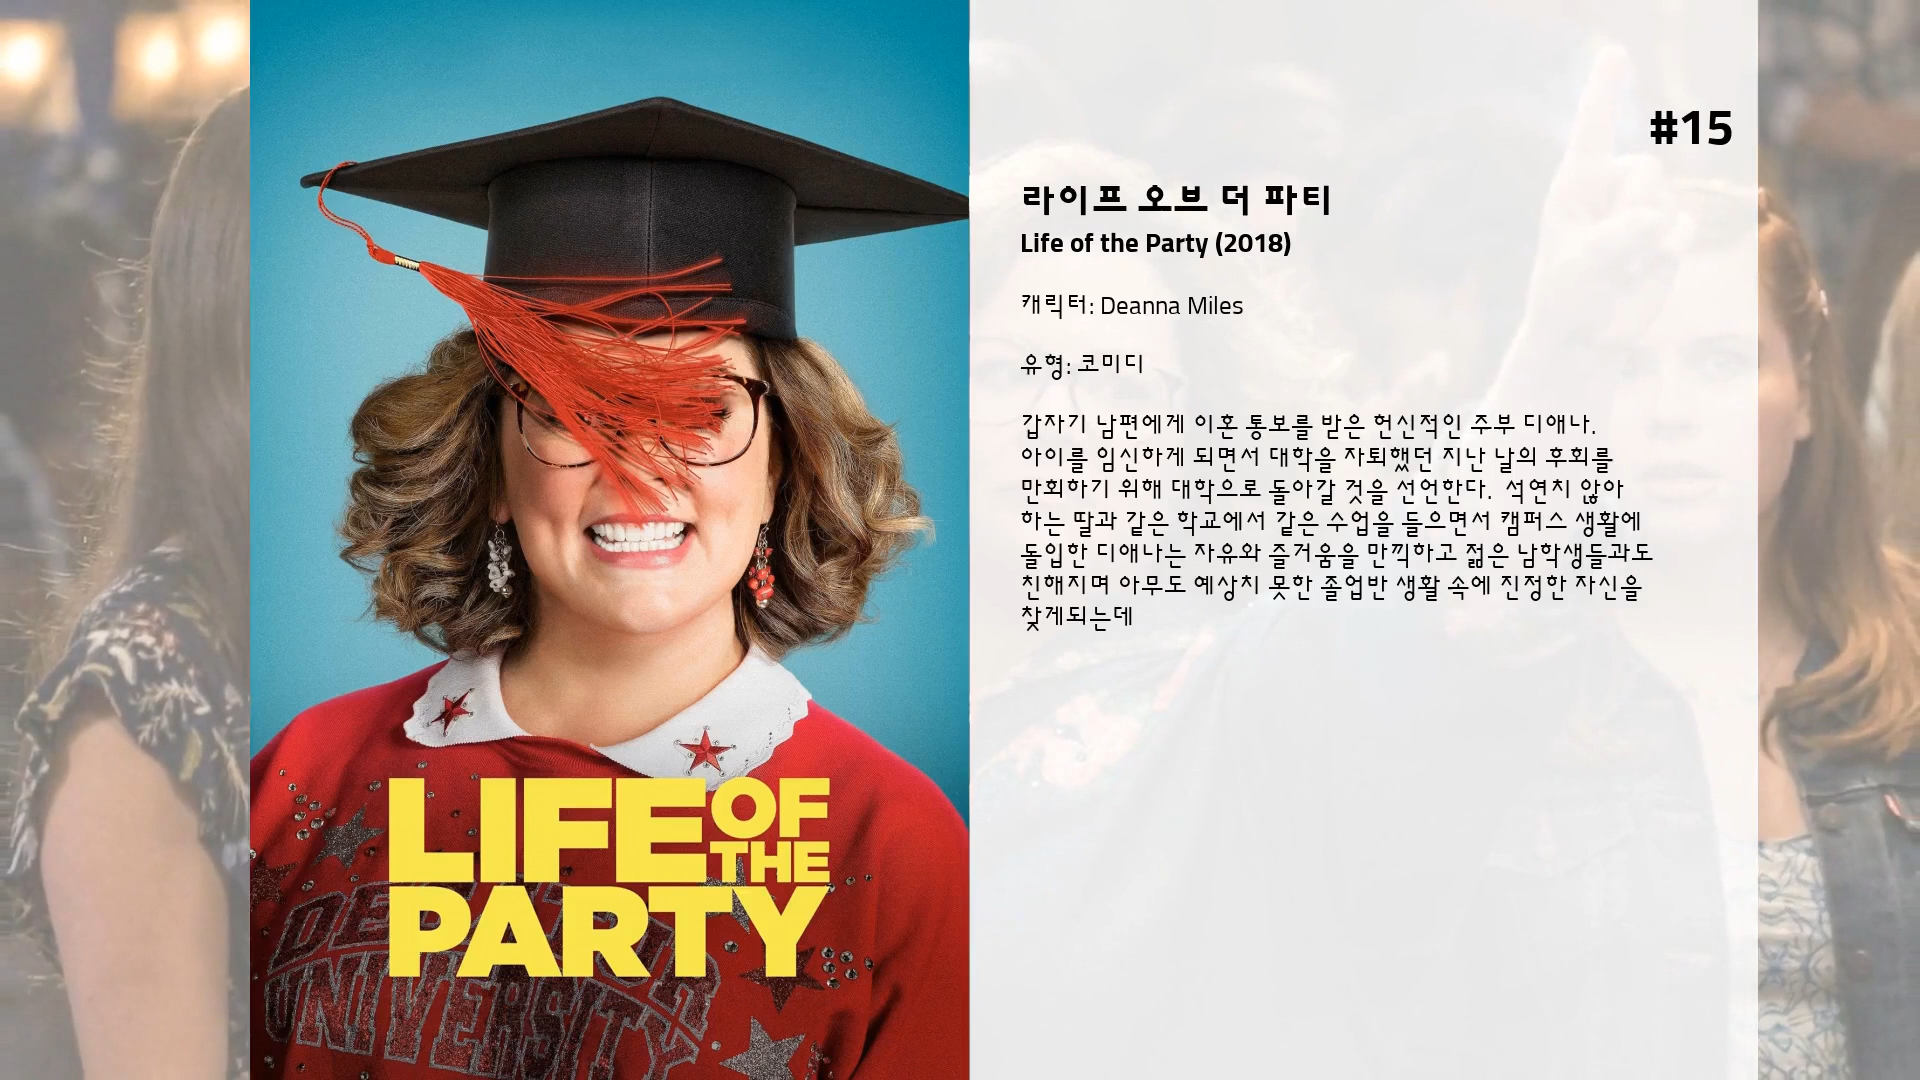 #15
라이프 오브 더 파티
Life of the Party (2018)
캐릭터: Deanna Miles
유형: 코미디
갑자기 남편에게 이혼 통보를 받은 헌신적인 주부 디애나.
아이를 임신하게 되면서 대학을 자퇴했던 지난 날의 후회를
만회하기 위해 대학으로 돌아갈 것을 선언한다. 석연치 않아
하는 딸과 같은 학교에서 같은 수업을 들으면서 캠퍼스 생활에
돌입한 디애나는 자유와 즐거움을 만끽하고 젊은 남학생들과도
친해지며 아무도 예상치 못한 졸업반 생활 속에 진정한 자신을
찾게되는데
LIFE OF
THE
PARTY
UNIVERSITY